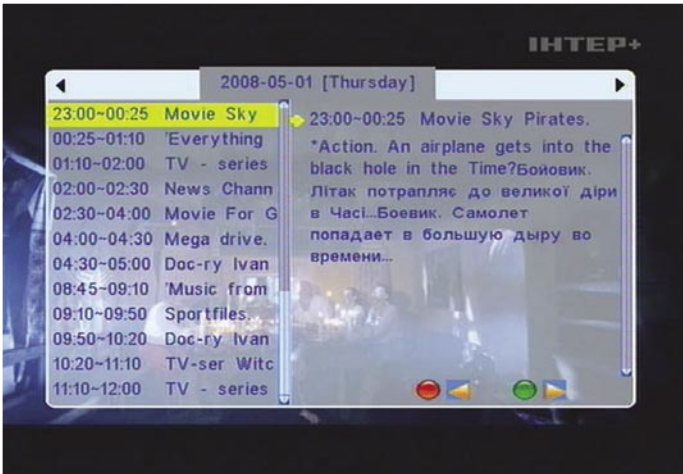 ІНТЕР+
2008-05-01 [Thursday]
23:00~00:25 Movie Sky
00:25~01:10 'Everything
01:10~02:00 TV - series
02:00~02:30 News Chann
02:30~04:00 Movie For G
04:00~04:30 Mega drive.
04:30~05:00 Doc-ry Ivan
08:45~09:10 'Music from
09:10~09:50 Sportfiles.
09:50~10:20 Doc-ry Ivan
10:20~11:10 TV-ser Witc
11:10~12:00 TV - series
23:00~00:25 Movie Sky Pirates.
*Action. An airplane gets into the
black hole in the Time?Бойовик.
Літак потрапляє до великої діри
в Часі...Боевик. Самолет
попадает в большую дыру во
времени...